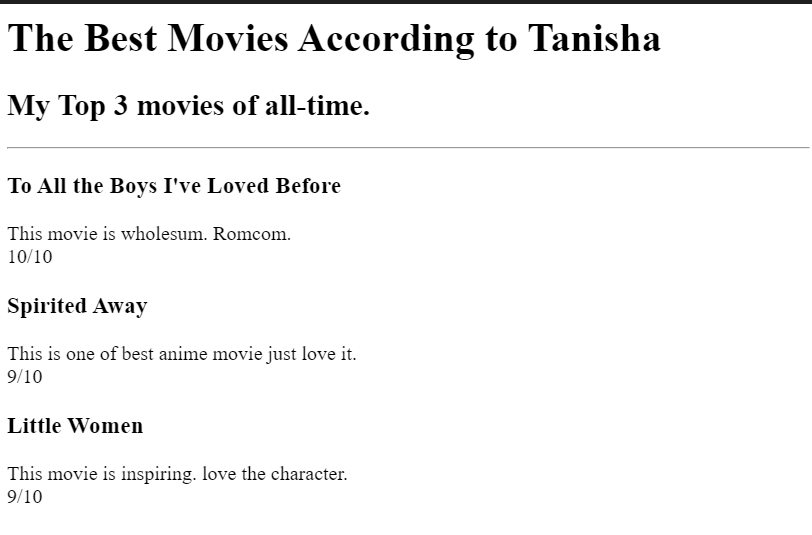 The Best Movies According to Tanisha
My Top 3 movies of all-time.
To All the Boys I've Loved Before
This movie is wholesum. Romcom.
10/10
Spirited Away
This is one of best anime movie just love it.
9/10
Little Women
This movie is inspiring. love the character.
9/10